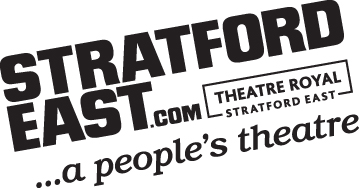 STRATFORD
EAST.COM
THEATRE ROYAL
STRATFORD EAST
...a people's theatre